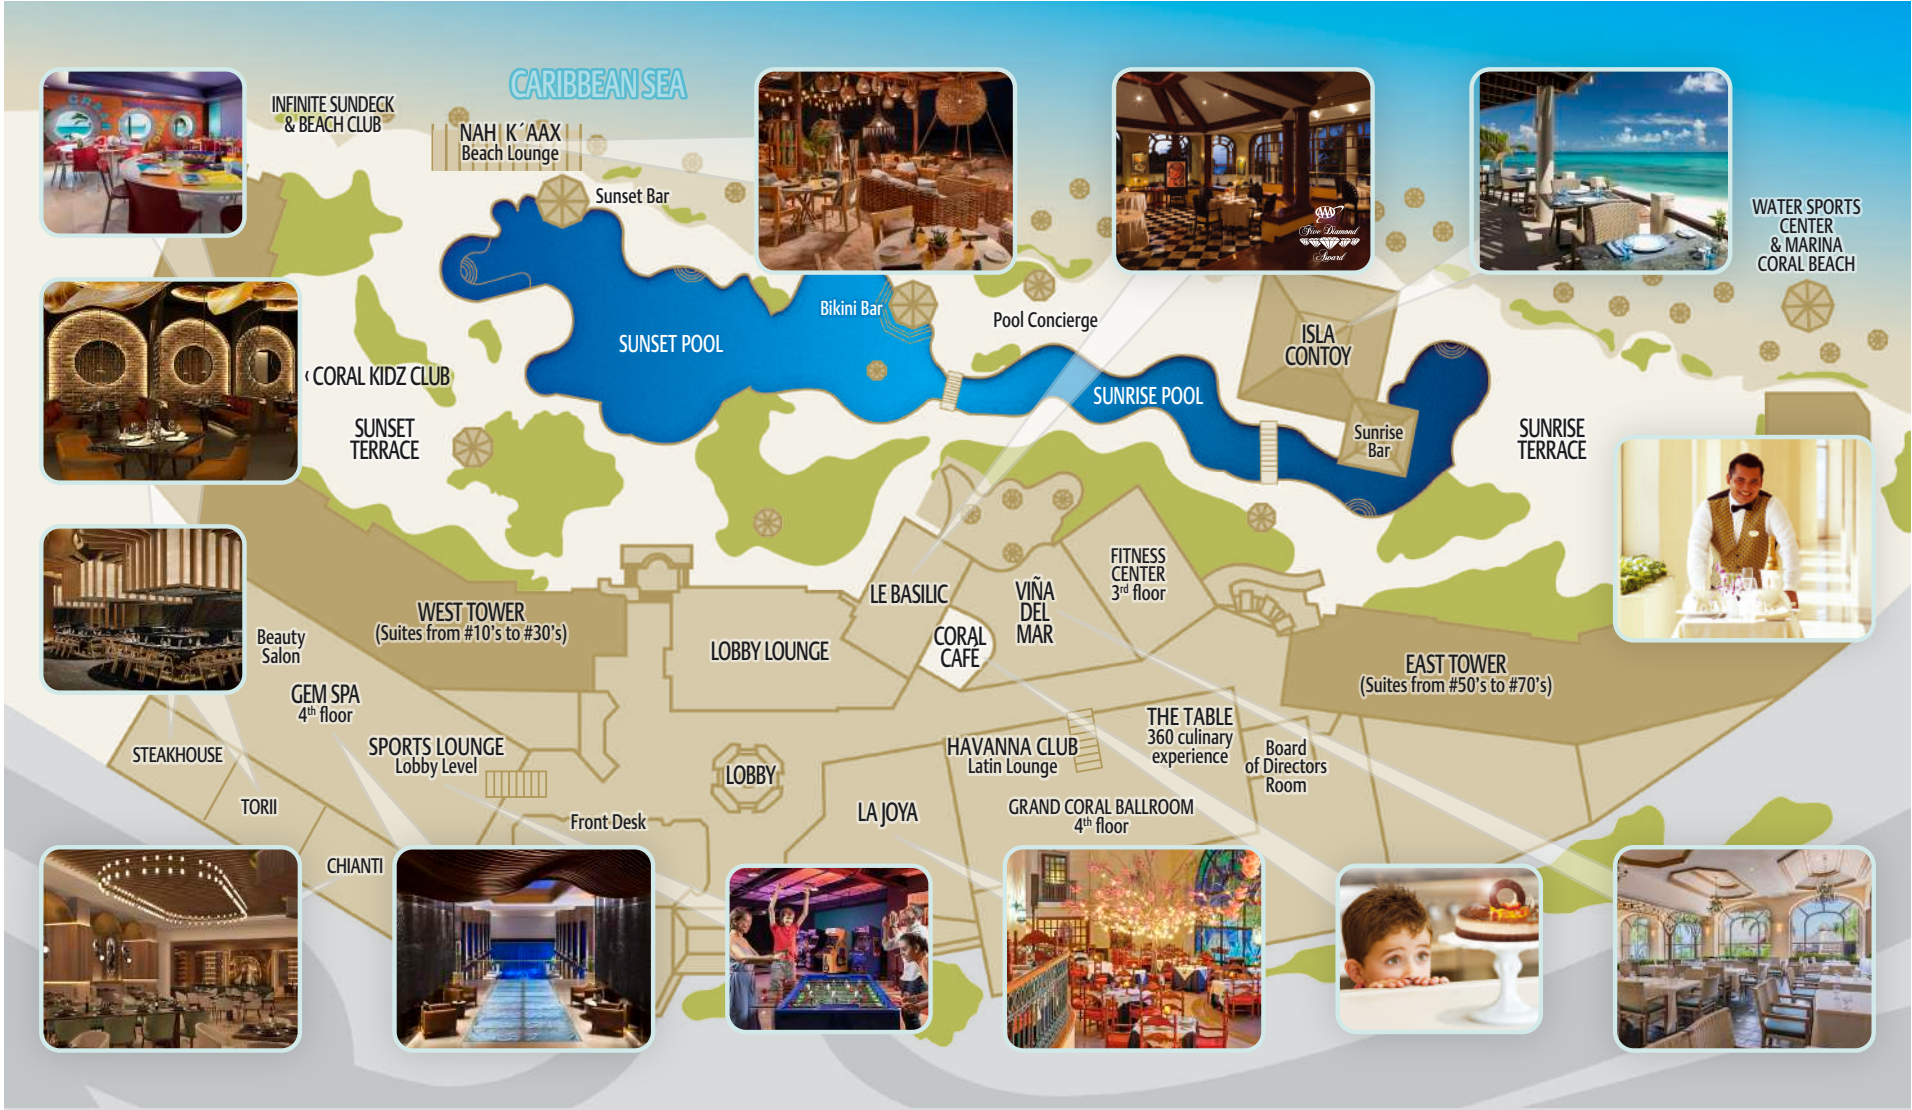 CARIBBEAN SEA
INFINITE SUNDECK
& BEACH CLUB
NAH K´AAX
Beach Lounge
Sunset Bar
AAA
Five Diamond
Award
WATER SPORTS
CENTER
& MARINA
CORAL BEACH
Bikini Bar
Pool Concierge
SUNSET POOL
ISLA
CONTOY
CORAL KIDZ CLUB
SUNRISE POOL
SUNSET
TERRACE
Sunrise
Bar
SUNRISE
TERRACE
WEST TOWER
(Suites from #10's to #30's)
LE BASILIC
VIÑA
DEL
MAR
FITNESS
CENTER
3rd floor
Beauty
Salon
LOBBY LOUNGE
CORAL
CAFÉ
EAST TOWER
(Suites from #50's to #70's)
GEM SPA
4th floor
STEAKHOUSE
SPORTS LOUNGE
Lobby Level
LOBBY
HAVANNA CLUB
Latin Lounge
THE TABLE
360 culinary
experience
Board
of Directors
Room
TORII
Front Desk
LA JOYA
GRAND CORAL BALLROOM
4th floor
CHIANTI